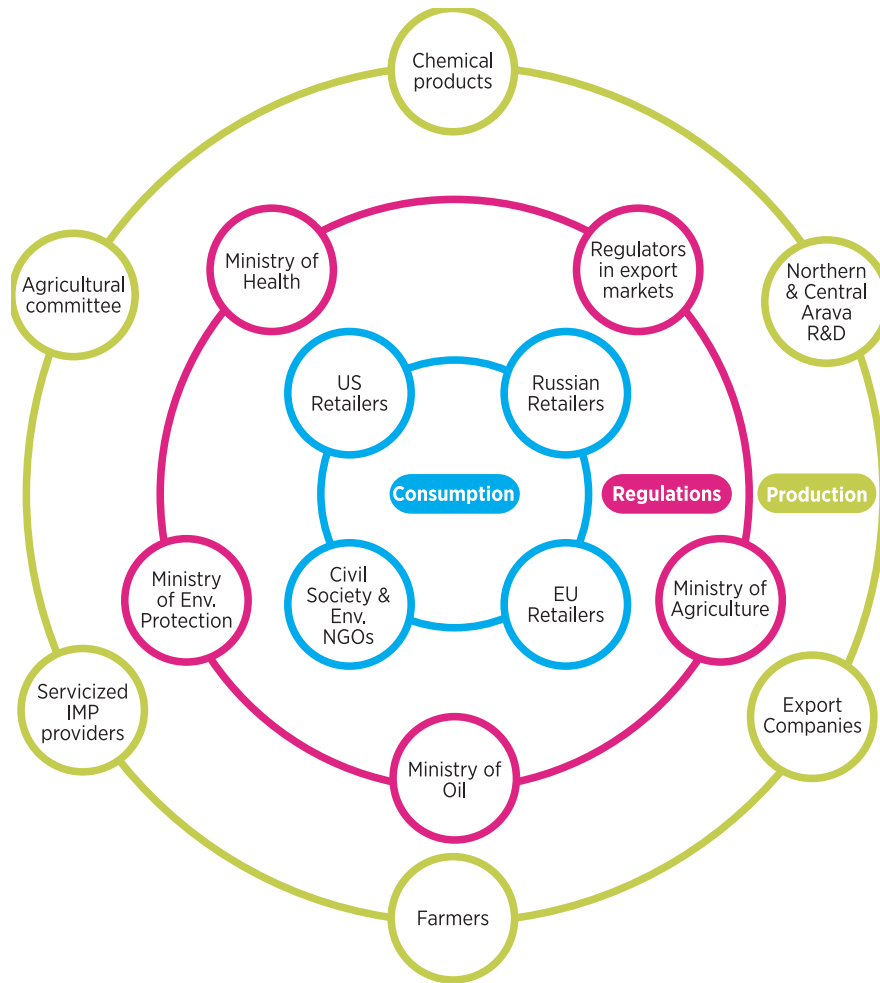 Chemical
products
Ministry of
Health
Regulators
in export
markets
Agricultural
committee
Northern
& Central
Arava
R&D
US
Retailers
Russian
Retailers
Consumption
Regulations
Production
Ministry
of Env.
Protection
Civil
Society &
Env.
NGOs
EU
Retailers
Ministry of
Agriculture
Servicized
IMP
providers
Export
Companies
Ministry of
Oil
Farmers